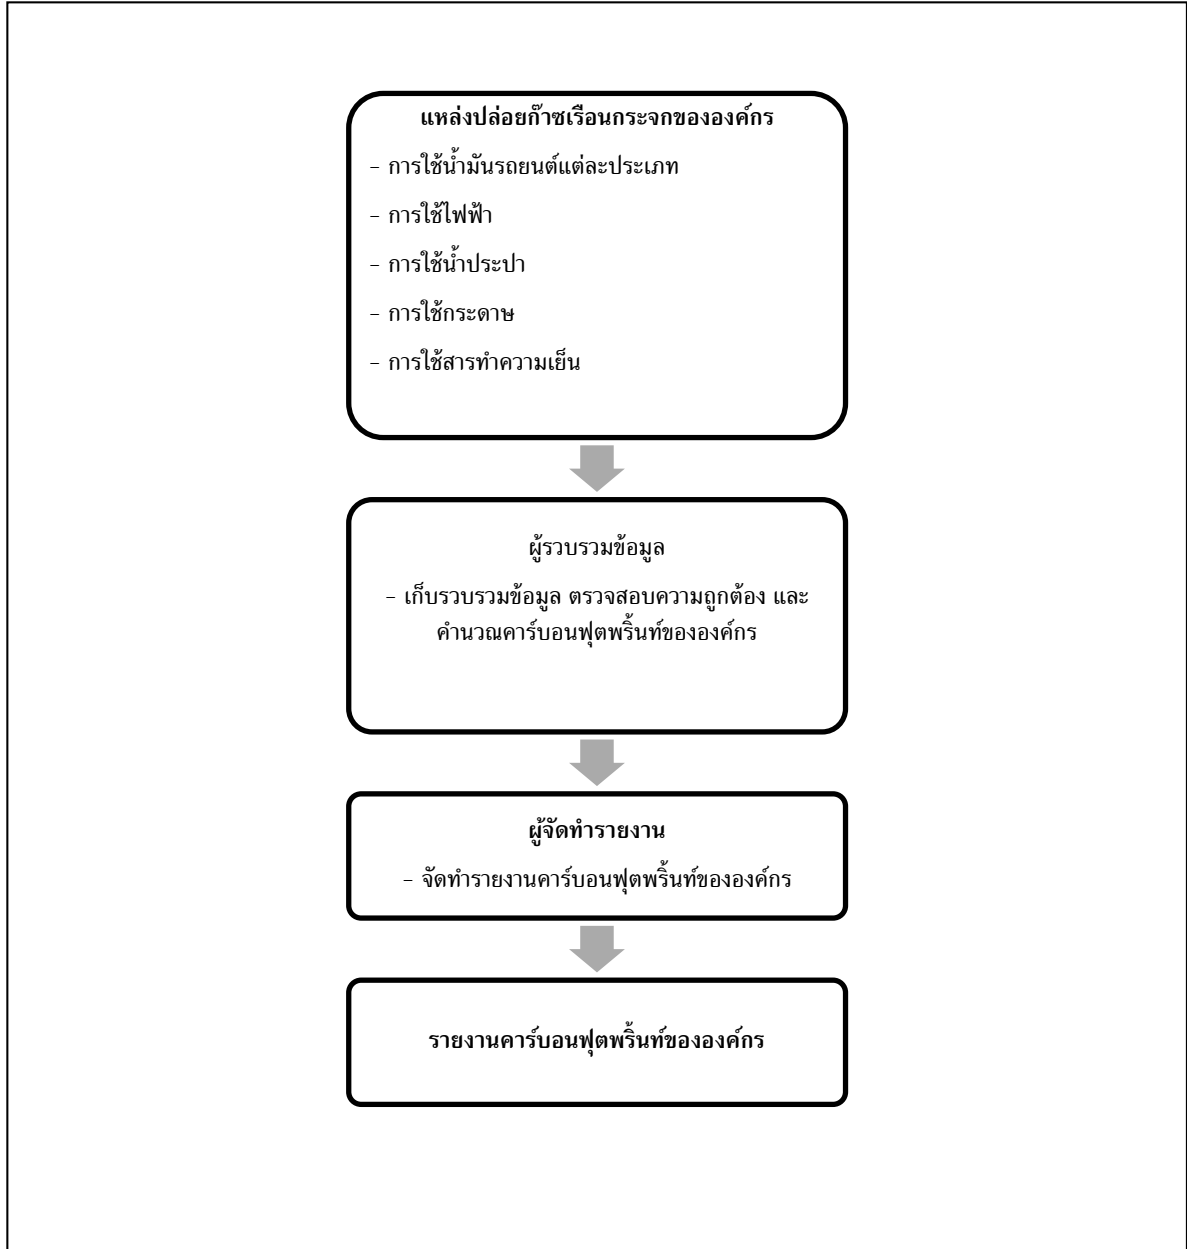 แหล่งปล่อยก๊าซเรือนกระจกขององค์กร
- การใช้น้ำมันรถยนต์แต่ละประเภท
- การใช้ไฟฟ้า
- การใช้น้ำประปา
- การใช้กระดาษ
- การใช้สารทำความเย็น
ผู้รวบรวมข้อมูล
- เก็บรวบรวมข้อมูล ตรวจสอบความถูกต้อง และ
คำนวณคาร์บอนฟุตพริ้นท์ขององค์กร
ผู้จัดทำรายงาน
- จัดทำรายงานคาร์บอนฟุตพริ้นท์ขององค์กร
รายงานคาร์บอนฟุตพริ้นท์ขององค์กร